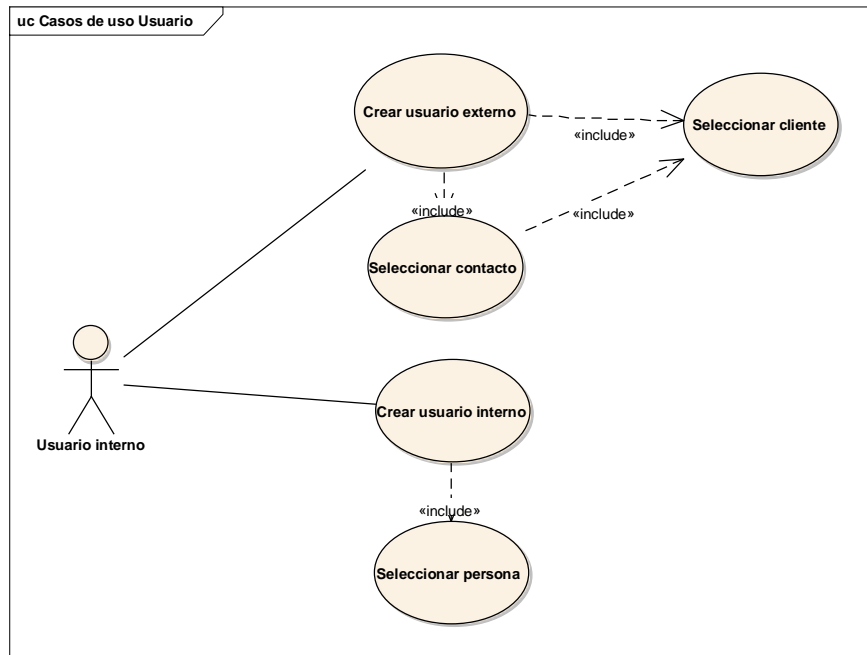 uc Casos de uso Usuario
Crear usuario externo
Seleccionar cliente
«include»
«include»
«include»
Seleccionar contacto
Crear usuario interno
Usuario interno
«include»
Seleccionar persona